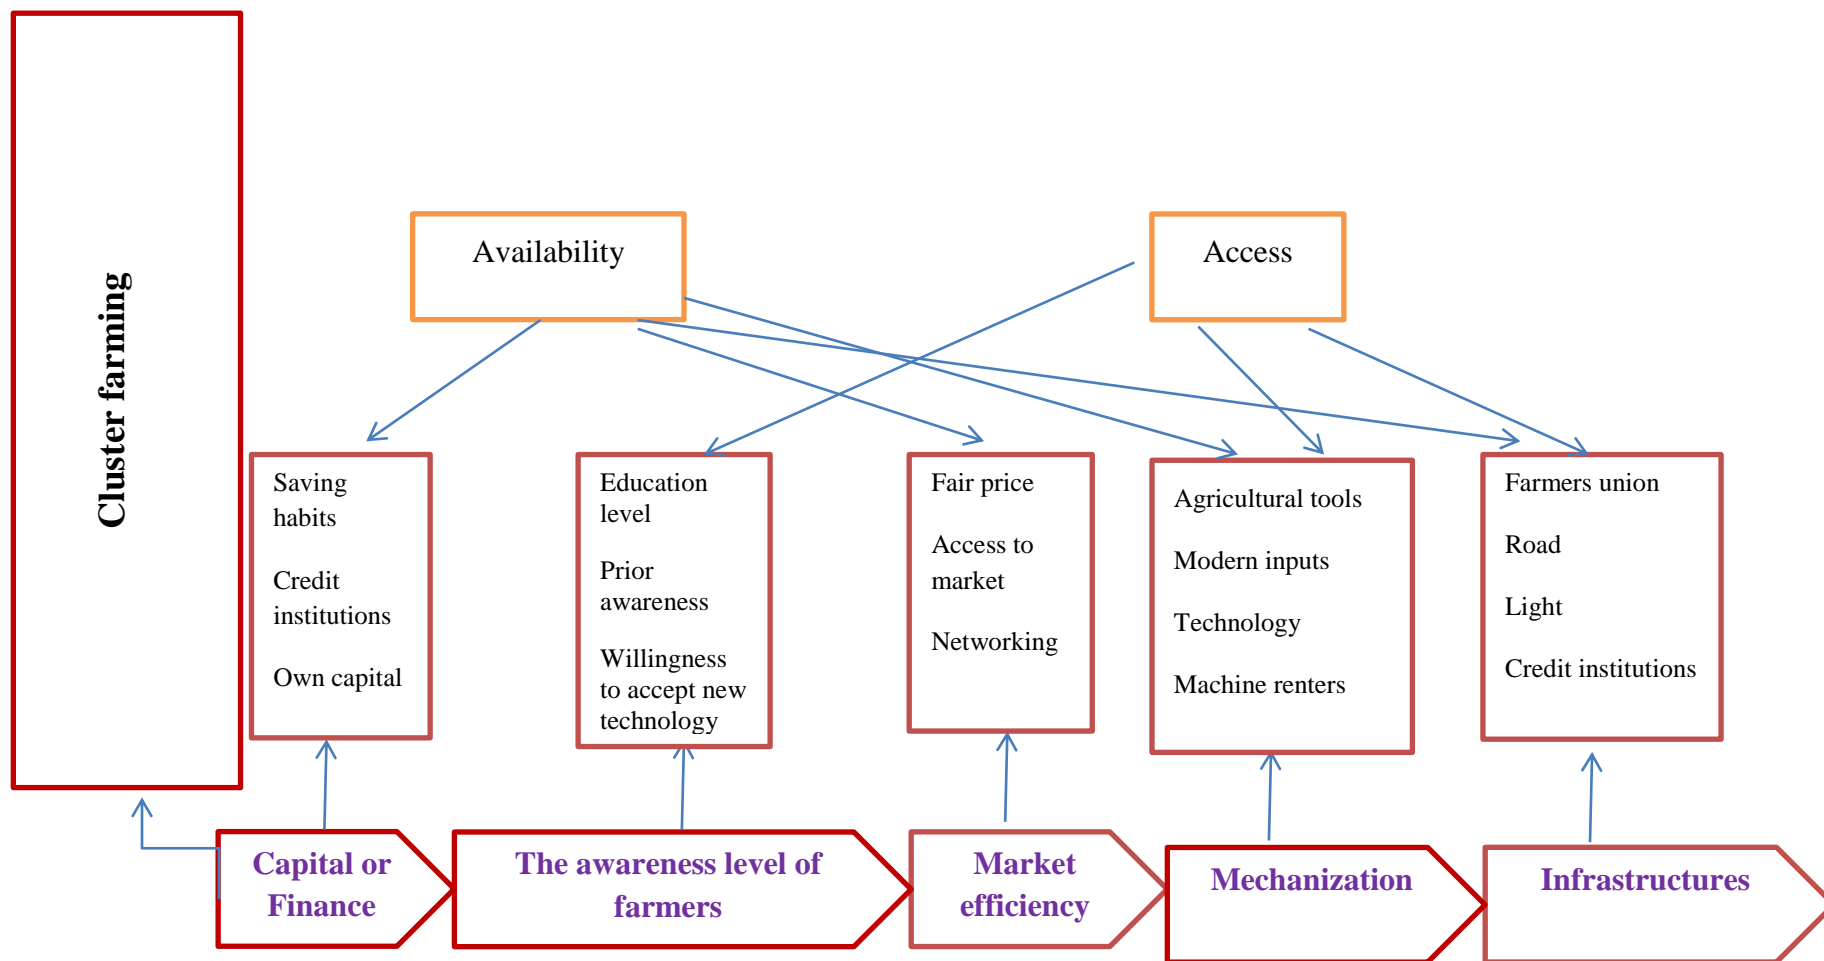 Cluster farming
Availability
Access
Saving
habits
Credit
institutions
Own capital
Education
level
Prior
awareness
Willingness
to accept new
technology
Fair price
Access to
market
Networking
Agricultural tools
Modern inputs
Technology
Machine renters
Farmers union
Road
Light
Credit institutions
Capital or
Finance
The awareness level of
farmers
Market
efficiency
Mechanization
Infrastructures